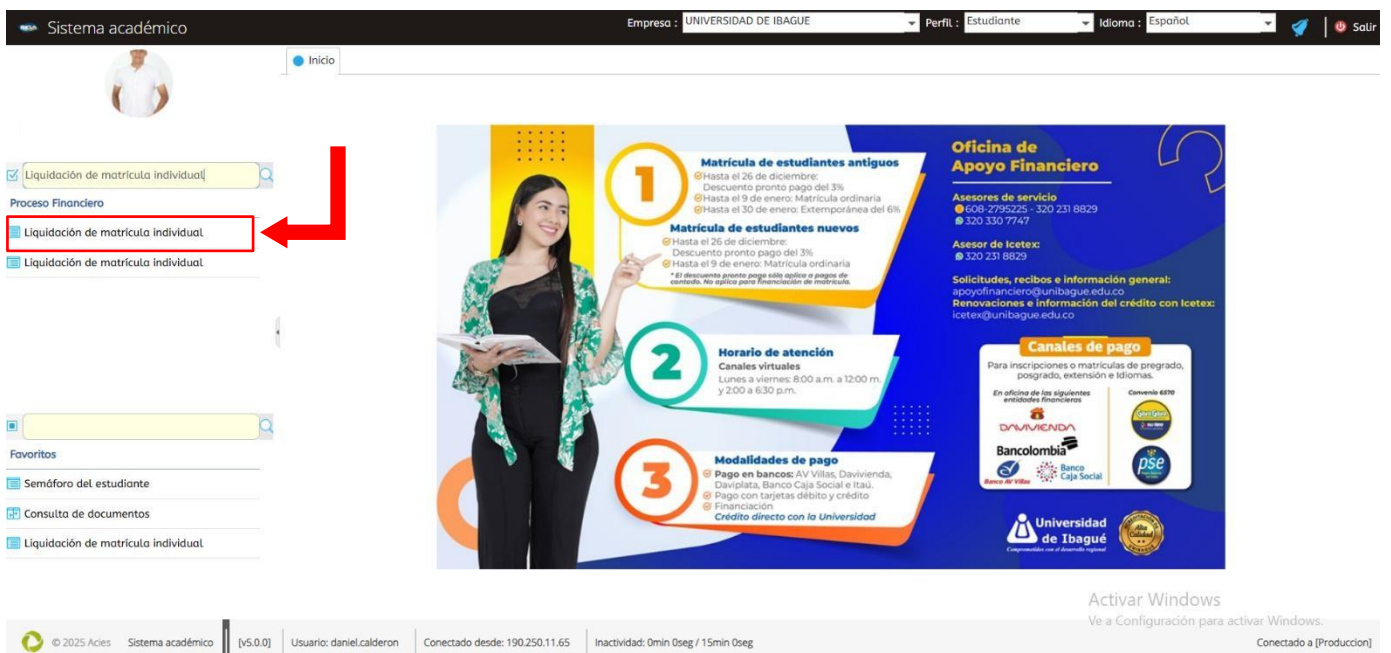 Sistema académico
Empresa : UNIVERSIDAD DE IBAGUE Perfil : Estudiante Idioma : Español Salir
Inicio
Liquidación de matrícula individual
Proceso Financiero
Liquidación de matrícula individual
Liquidación de matrícula individual
Favoritos
Semáforo del estudiante
Consulta de documentos
Liquidación de matrícula individual
1
Matrícula de estudiantes antiguos
Hasta el 26 de diciembre:
Descuento pronto pago del 3%
Hasta el 9 de enero: Matrícula ordinaria
Hasta el 30 de enero: Extemporánea del 6%
Matrícula de estudiantes nuevos
Hasta el 26 de diciembre:
Descuento pronto pago del 3%
Hasta el 9 de enero: Matrícula ordinaria
* El descuento pronto pago sólo aplica a pagos de
contado. No aplica para financiación de matrícula.
2
Horario de atención
Canales virtuales
Lunes a viernes: 8:00 a.m. a 12:00 m.
y 2:00 a 6:30 p.m.
3
Modalidades de pago
Pago en bancos: AV Villas, Davivienda,
Daviplata, Banco Caja Social e Itaú.
Pago con tarjetas débito y crédito
Financiación
Crédito directo con la Universidad
Oficina de
Apoyo Financiero
Asesores de servicio
608-2795225 - 320 231 8829
320 330 7747
Asesor de Icetex:
320 231 8829
Solicitudes, recibos e información general:
apoyofinanciero@unibague.edu.co
Renovaciones e información del crédito con Icetex:
icetex@unibague.edu.co
Canales de pago
Para inscripciones o matrículas de pregrado,
posgrado, extensión e Idiomas.
En oficina de las siguientes
entidades financieras
Convenio 6370
DAVIVIENDA
Bancolombia
Banco AV Villas
Banco
Caja Social
pse
Universidad
de Ibagué
Comprometidos con el desarrollo regional
Alta
Calidad
Activar Windows
Ve a Configuración para activar Windows.
© 2025 Acies Sistema académico [v5.0.0] Usuario: daniel.calderon Conectado desde: 190.250.11.65 Inactividad: 0min 0seg / 15min 0seg Conectado a [Produccion]